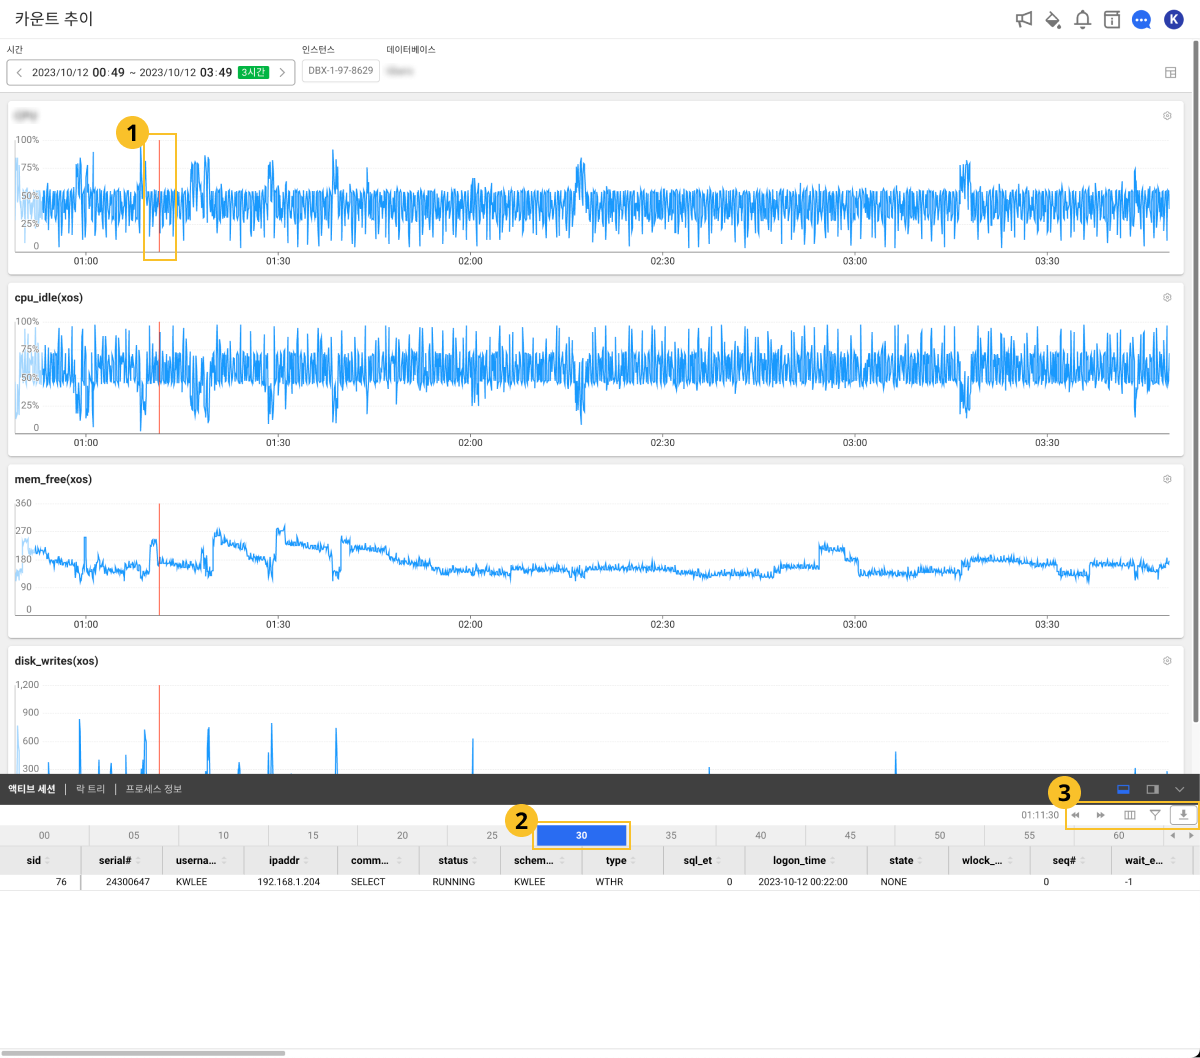 카운트 추이
K
시간
인스턴스
데이터베이스
2023/10/12 00:49 ~ 2023/10/12 03:49 3시간
DBX-1-97-8629
1
100%
75%
50%
25%
0
01:00 01:30 02:00 02:30 03:00 03:30
cpu_idle(xos)
100%
75%
50%
25%
0
01:00 01:30 02:00 02:30 03:00 03:30
mem_free(xos)
360
270
180
90
0
01:00 01:30 02:00 02:30 03:00 03:30
disk_writes(xos)
1,200
900
600
300
액티브 세션 | 락 트리 | 프로세스 정보
3
2
01:11:30
00 05 10 15 20 25 30 35 40 45 50 55 60
sid serial# userna... ipaddr comm... status schem... type sql_et logon_time state wlock_... seq# wait_e...
76 24300647 KWLEE 192.168.1.204 SELECT RUNNING KWLEE WTHR 0 2023-10-12 00:22:00 NONE 0 -1